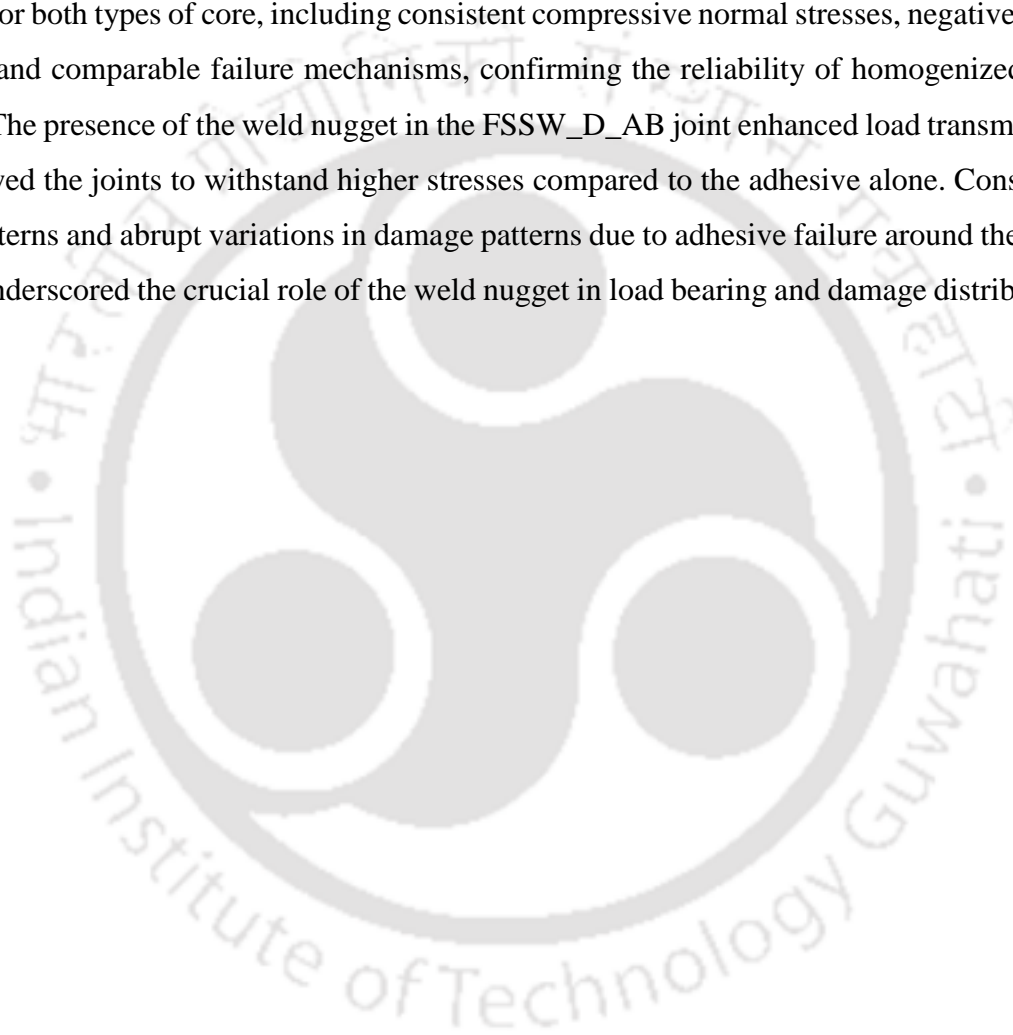 or both types of core, including consistent compressive normal stresses, negative
and comparable failure mechanisms, confirming the reliability of homogenized
The presence of the weld nugget in the FSSW_D_AB joint enhanced load transm
ved the joints to withstand higher stresses compared to the adhesive alone. Cons
terns and abrupt variations in damage patterns due to adhesive failure around the
nderscored the crucial role of the weld nugget in load bearing and damage distrib
Indian Institute of Technology Guwahati